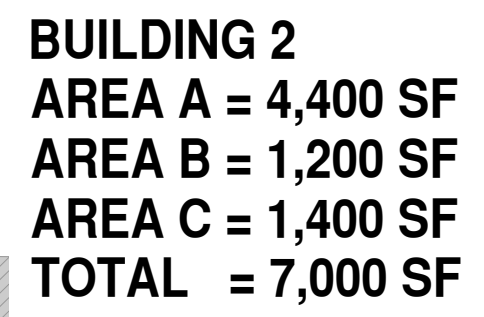 BUILDING 2
AREA A = 4,400 SF
AREA B = 1,200 SF
AREA C = 1,400 SF
TOTAL = 7,000 SF